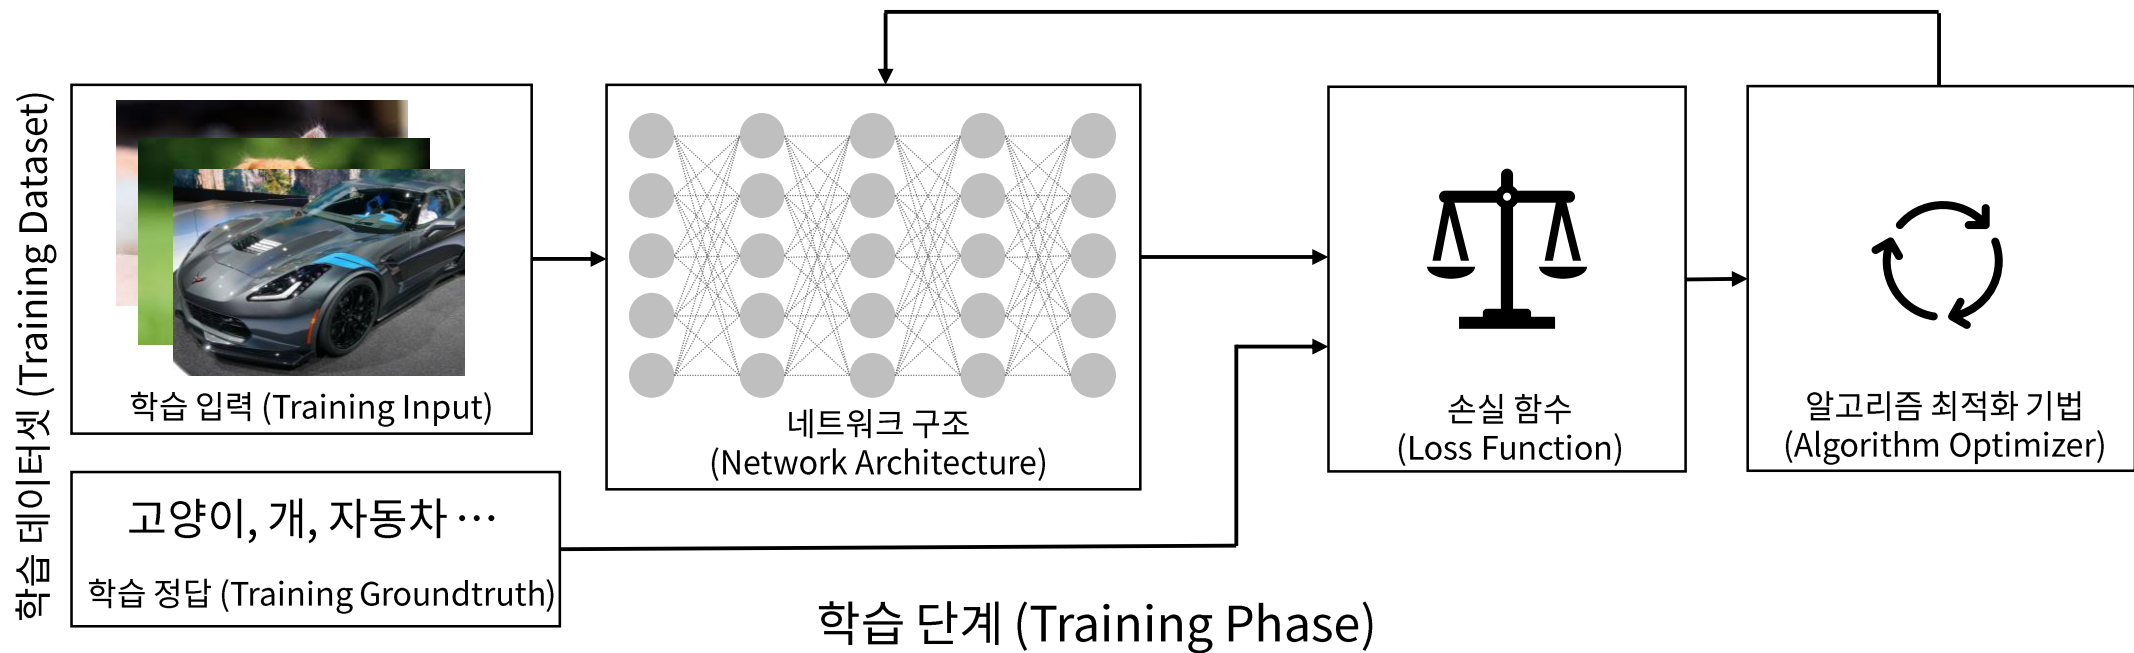 학습 데이터셋 (Training Dataset)
학습 입력 (Training Input)
고양이, 개, 자동차 …
학습 정답 (Training Groundtruth)
네트워크 구조
(Network Architecture)
손실 함수
(Loss Function)
알고리즘 최적화 기법
(Algorithm Optimizer)
학습 단계 (Training Phase)